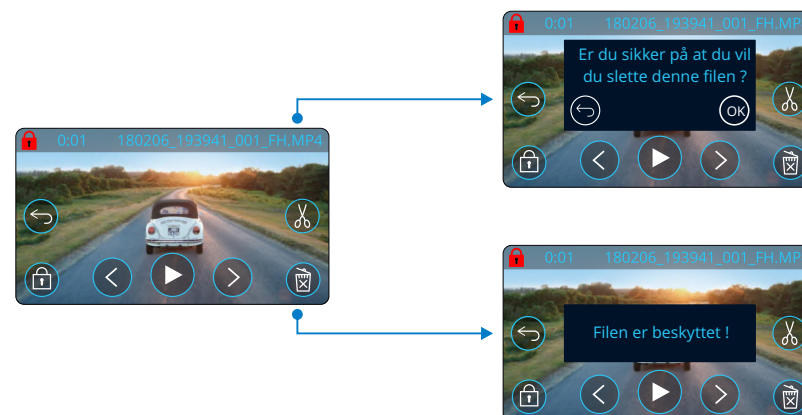 0:01 180206_193941_001_FH.MP4
0:01 180206_193941_001_FH.MP
Er du sikker på at du vil
du slette denne filen ?
OK
0:01 180206_193941_001_FH.MP
Filen er beskyttet !